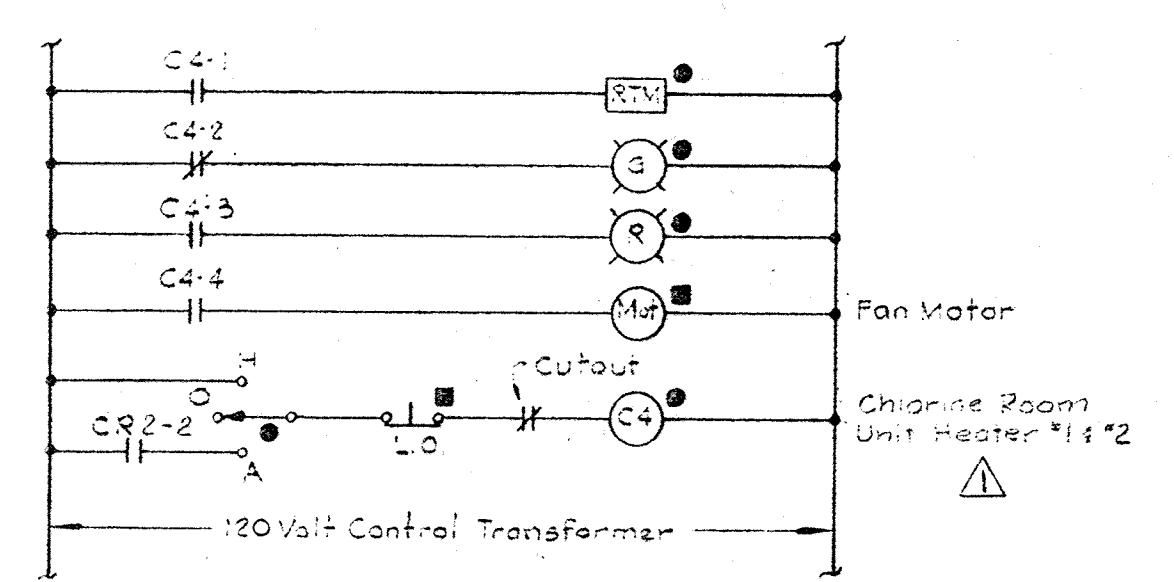 C4-1
RTM
C4-2
G
C4-3
R
C4-4
Mot
Fan Motor
H
Cutout
O
CR2-2
L.O.
C4
Chlorine Room
Unit Heater #1 & #2
A
1
120 Volt Control Transformer